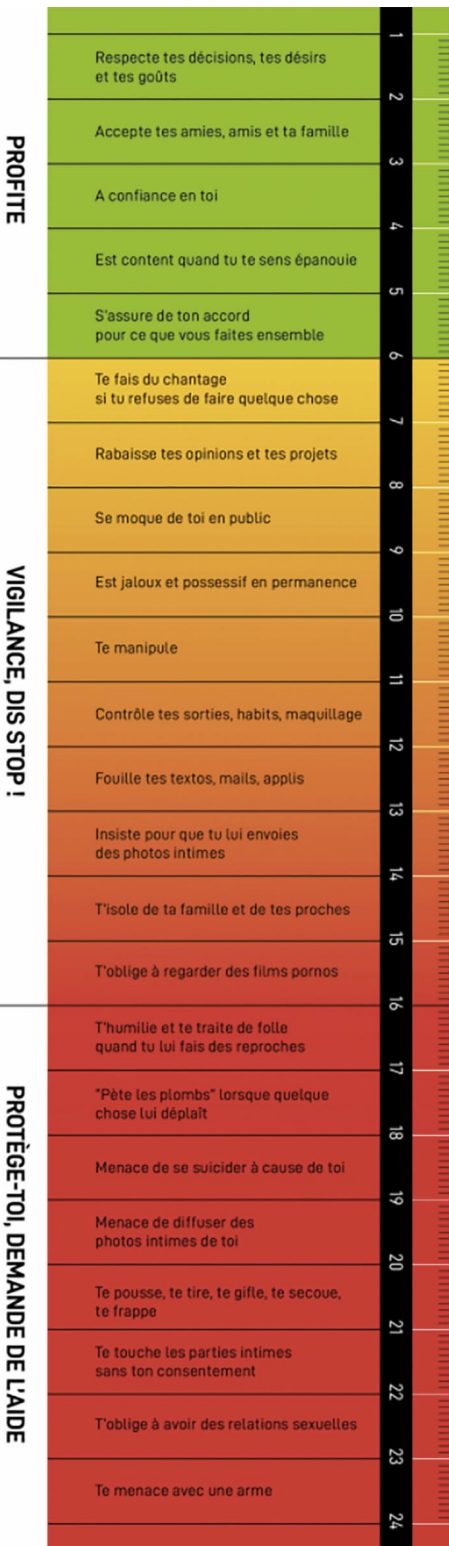 PROFITE
1
Respecte tes décisions, tes désirs
et tes goûts
2
Accepte tes amies, amis et ta famille
3
A confiance en toi
4
Est content quand tu te sens épanouie
5
S'assure de ton accord
pour ce que vous faites ensemble
6
VIGILANCE, DIS STOP !
Te fais du chantage
si tu refuses de faire quelque chose
7
Rabaisse tes opinions et tes projets
8
Se moque de toi en public
9
Est jaloux et possessif en permanence
10
Te manipule
11
Contrôle tes sorties, habits, maquillage
12
Fouille tes textos, mails, applis
13
Insiste pour que tu lui envoies
des photos intimes
14
T'isole de ta famille et de tes proches
15
T'oblige à regarder des films pornos
16
PROTÈGE-TOI, DEMANDE DE L'AIDE
T'humilie et te traite de folle
quand tu lui fais des reproches
17
"Pète les plombs" lorsque quelque
chose lui déplaît
18
Menace de se suicider à cause de toi
19
Menace de diffuser des
photos intimes de toi
20
Te pousse, te tire, te gifle, te secoue,
te frappe
21
Te touche les parties intimes
sans ton consentement
22
T'oblige à avoir des relations sexuelles
23
Te menace avec une arme
24